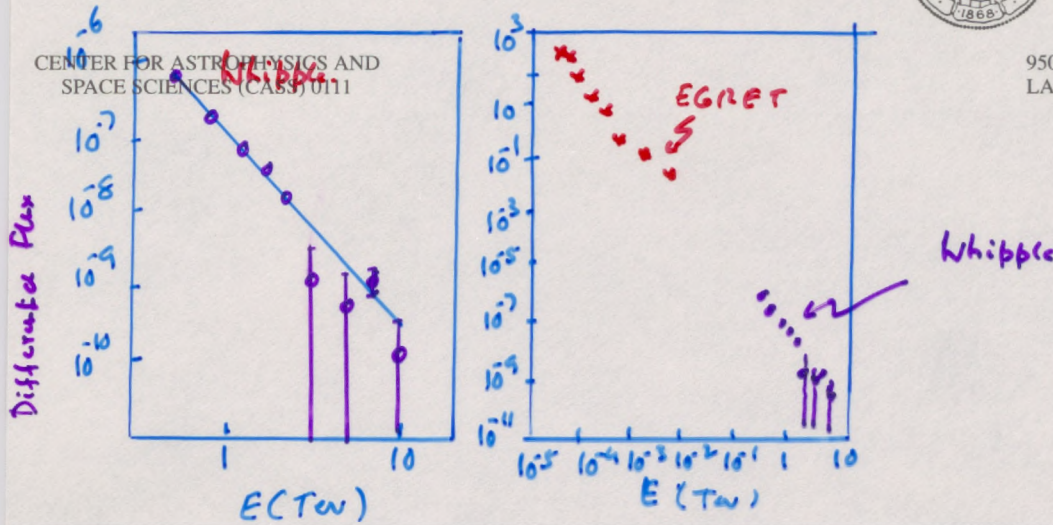 10^-6
10^3
·1868·
CENTER FOR ASTROPHYSICS AND
SPACE SCIENCES (CASS) 0111
Whipple.
950
LA
EGRET
10
10^-7
10^-1
10^-8
10^-3
Differential Flux
10^-5
Whipple
10^-9
10^-7
10^-10
10^-9
10^-11
1 10
10^-5 10^-4 10^-3 10^-2 10^-1 1 10
E (TeV)
E (TeV)